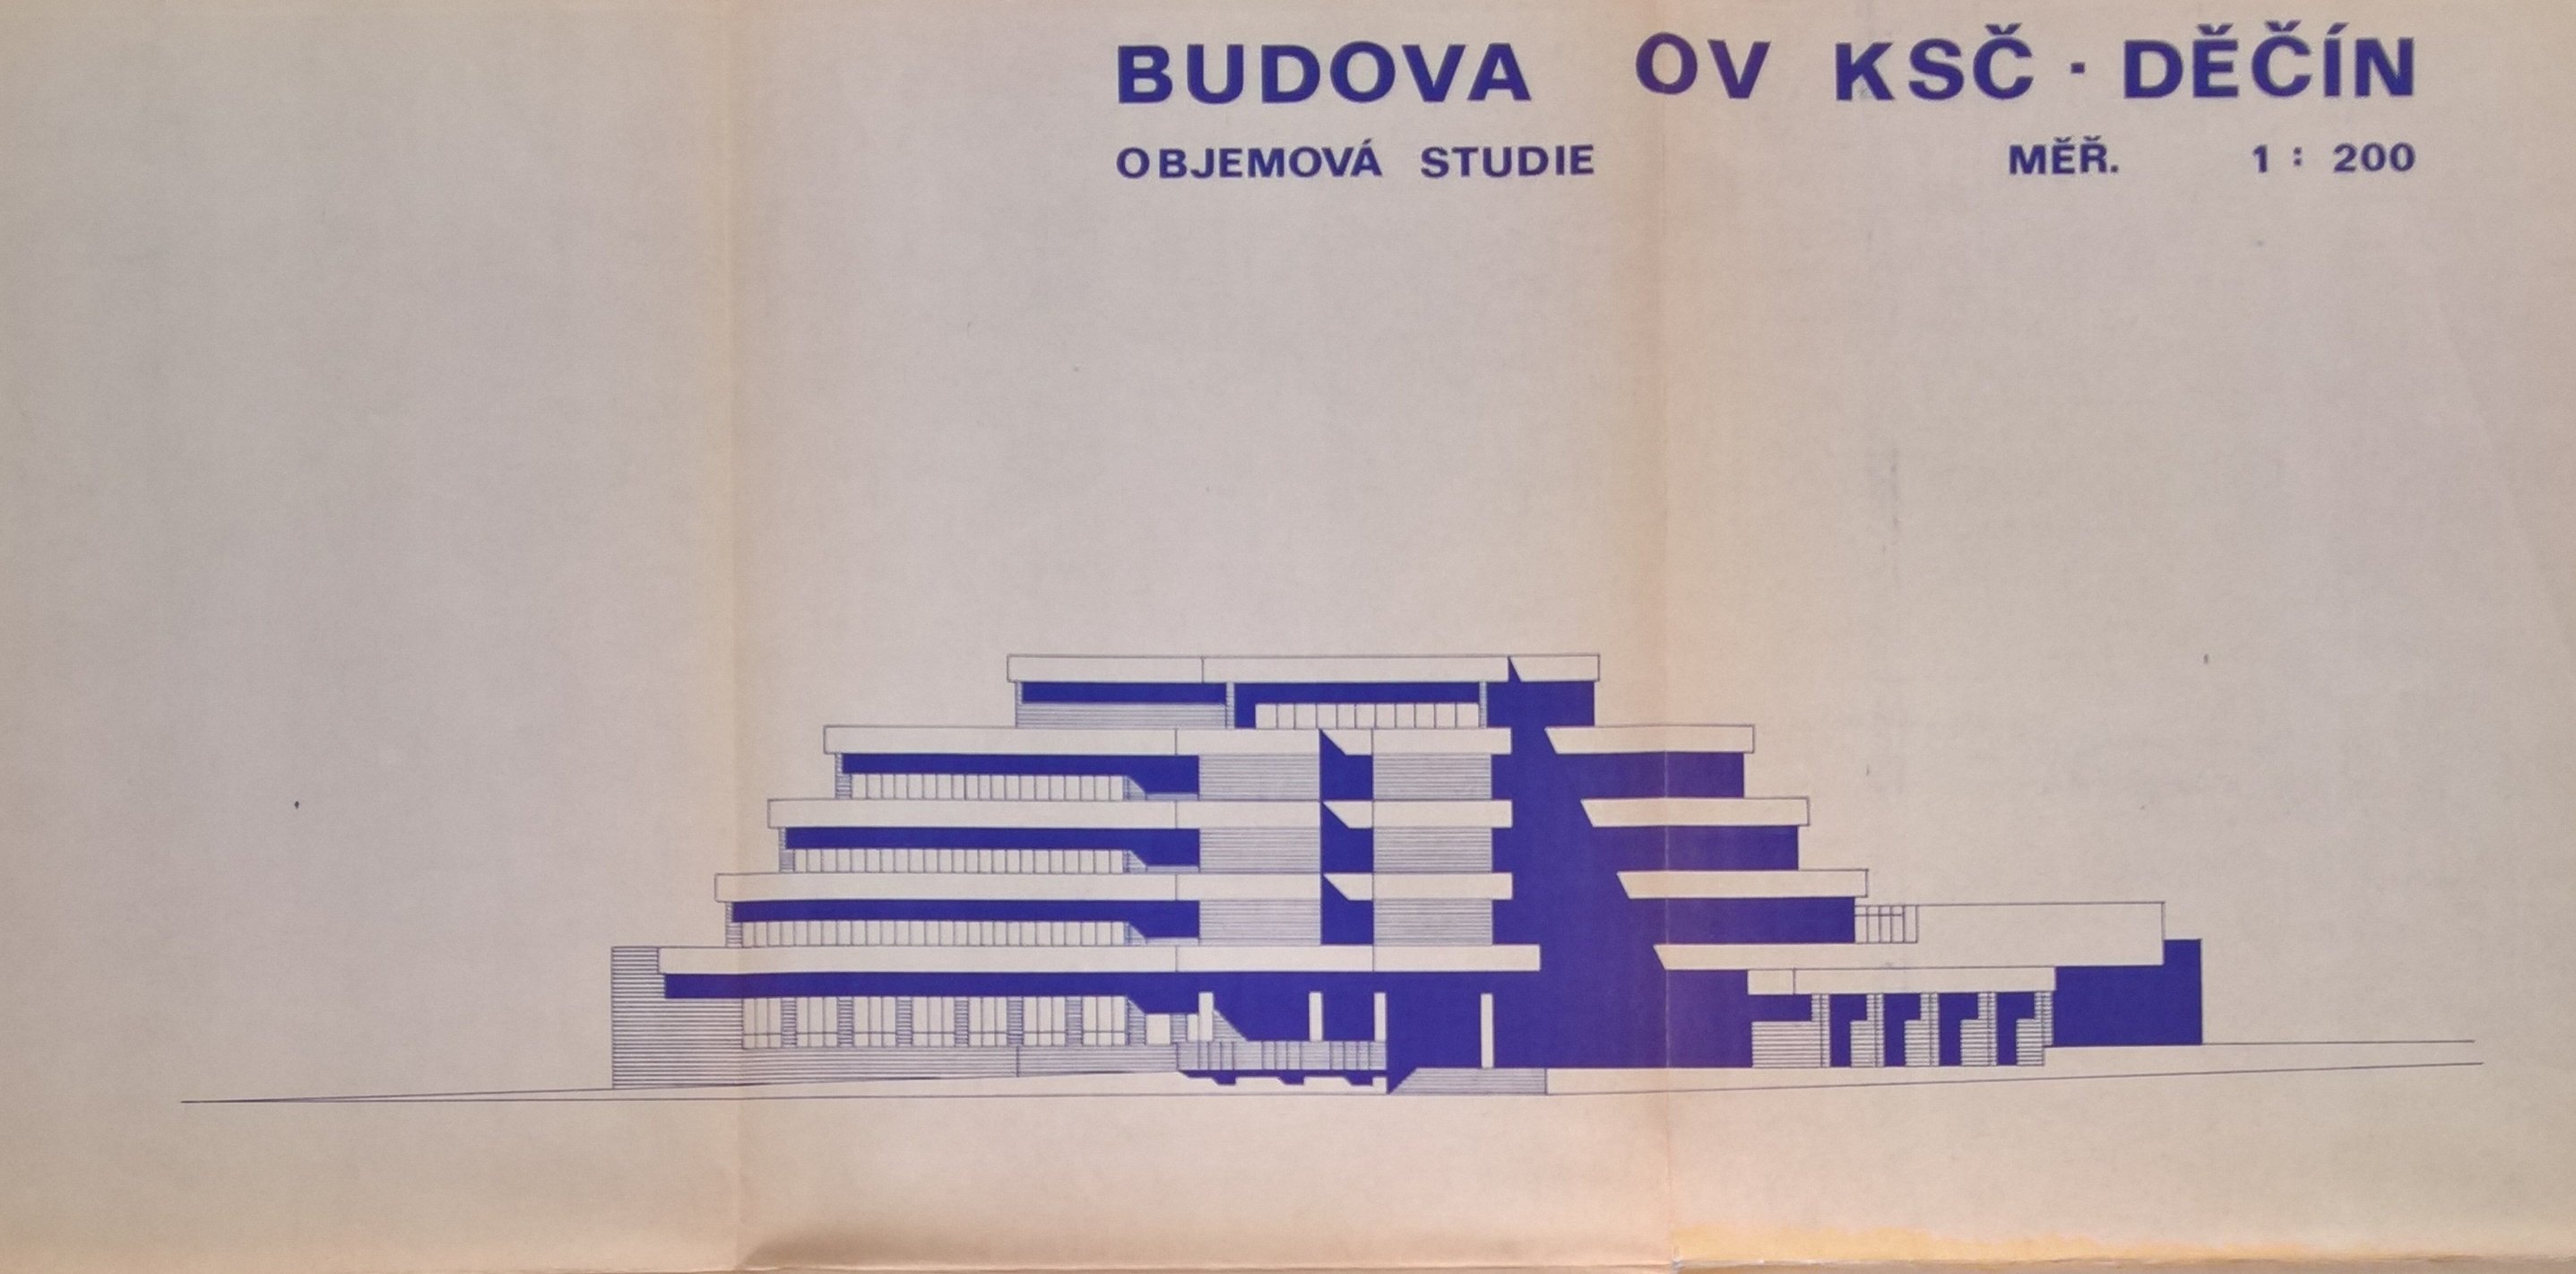 BUDOVA OV KSČ · DĚČÍN
OBJEMOVÁ STUDIE MĚŘ. 1 : 200